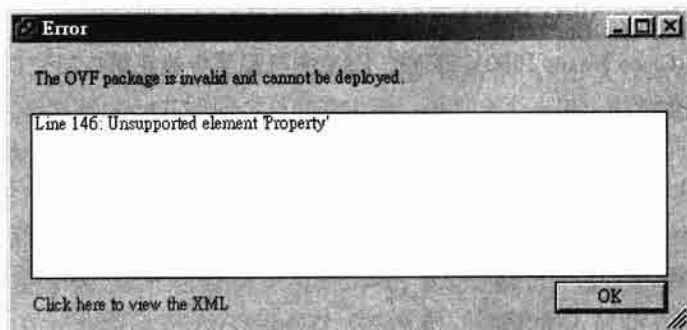 Error
The OVF package is invalid and cannot be deployed.
Line 146: Unsupported element 'Property'
Click here to view the XML
OK